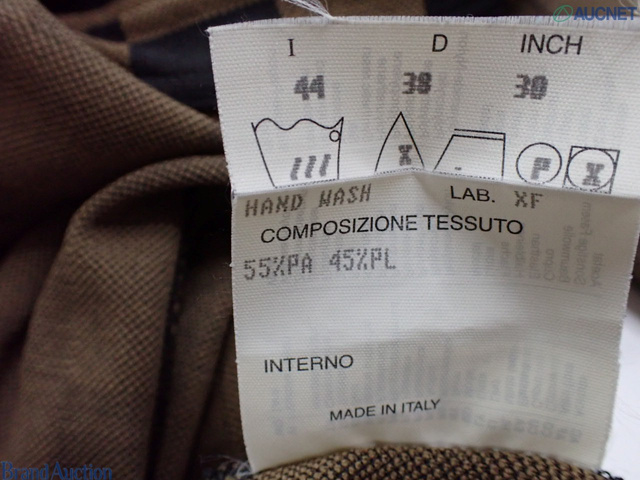 AUCNET
I D INCH
44 38 30
X P X
HAND WASH LAB. XF
COMPOSIZIONE TESSUTO
55%PA 45%PL
INTERNO
MADE IN ITALY
Brand Auction